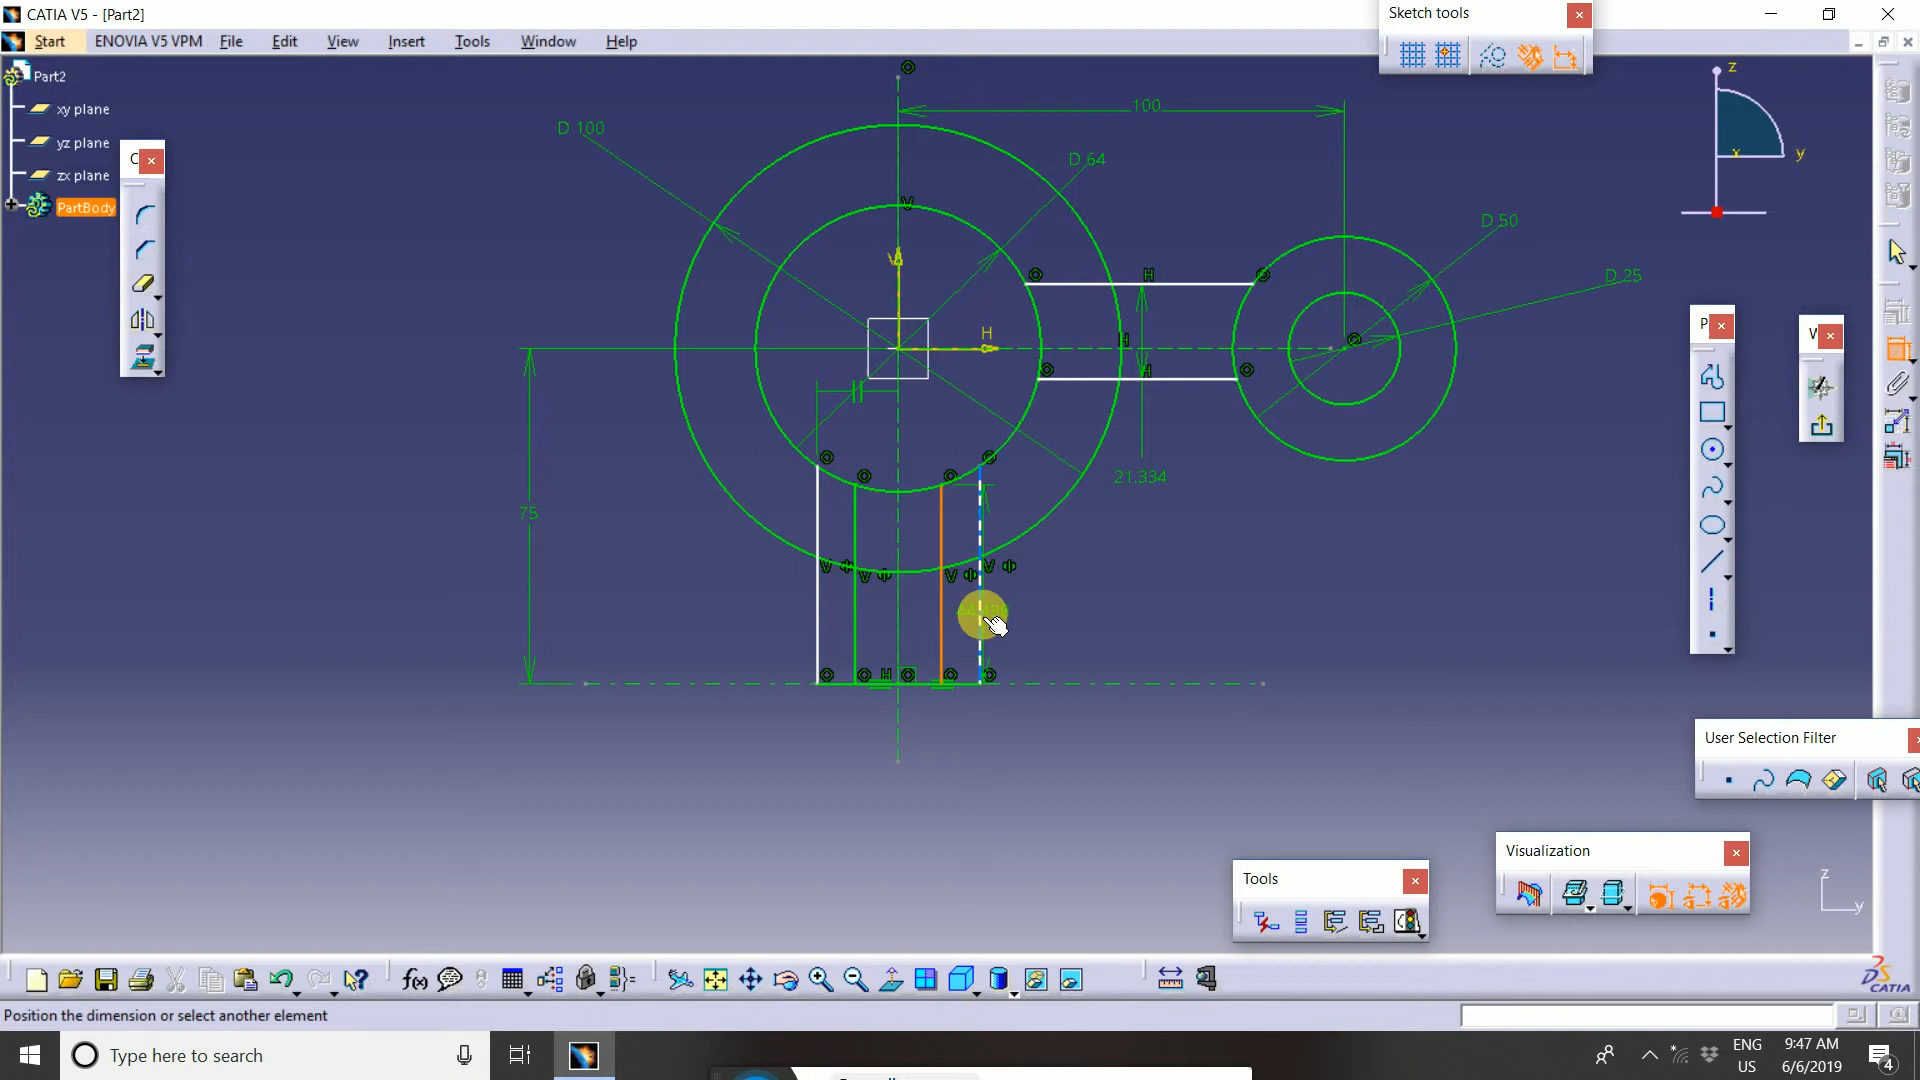 CATIA V5 - [Part2]
Start
ENOVIA V5 VPM
File
Edit
View
Insert
Tools
Window
Help
Sketch tools
Part2
xy plane
yz plane
zx plane
PartBody
D 100
100
D 64
D 50
D 25
V
H
H
H
H
V
75
21.334
V
V
V
V
H
z
x
y
User Selection Filter
Visualization
Tools
z
y
f(x)
CATIA
Position the dimension or select another element
Type here to search
ENG
US
9:47 AM
6/6/2019
4